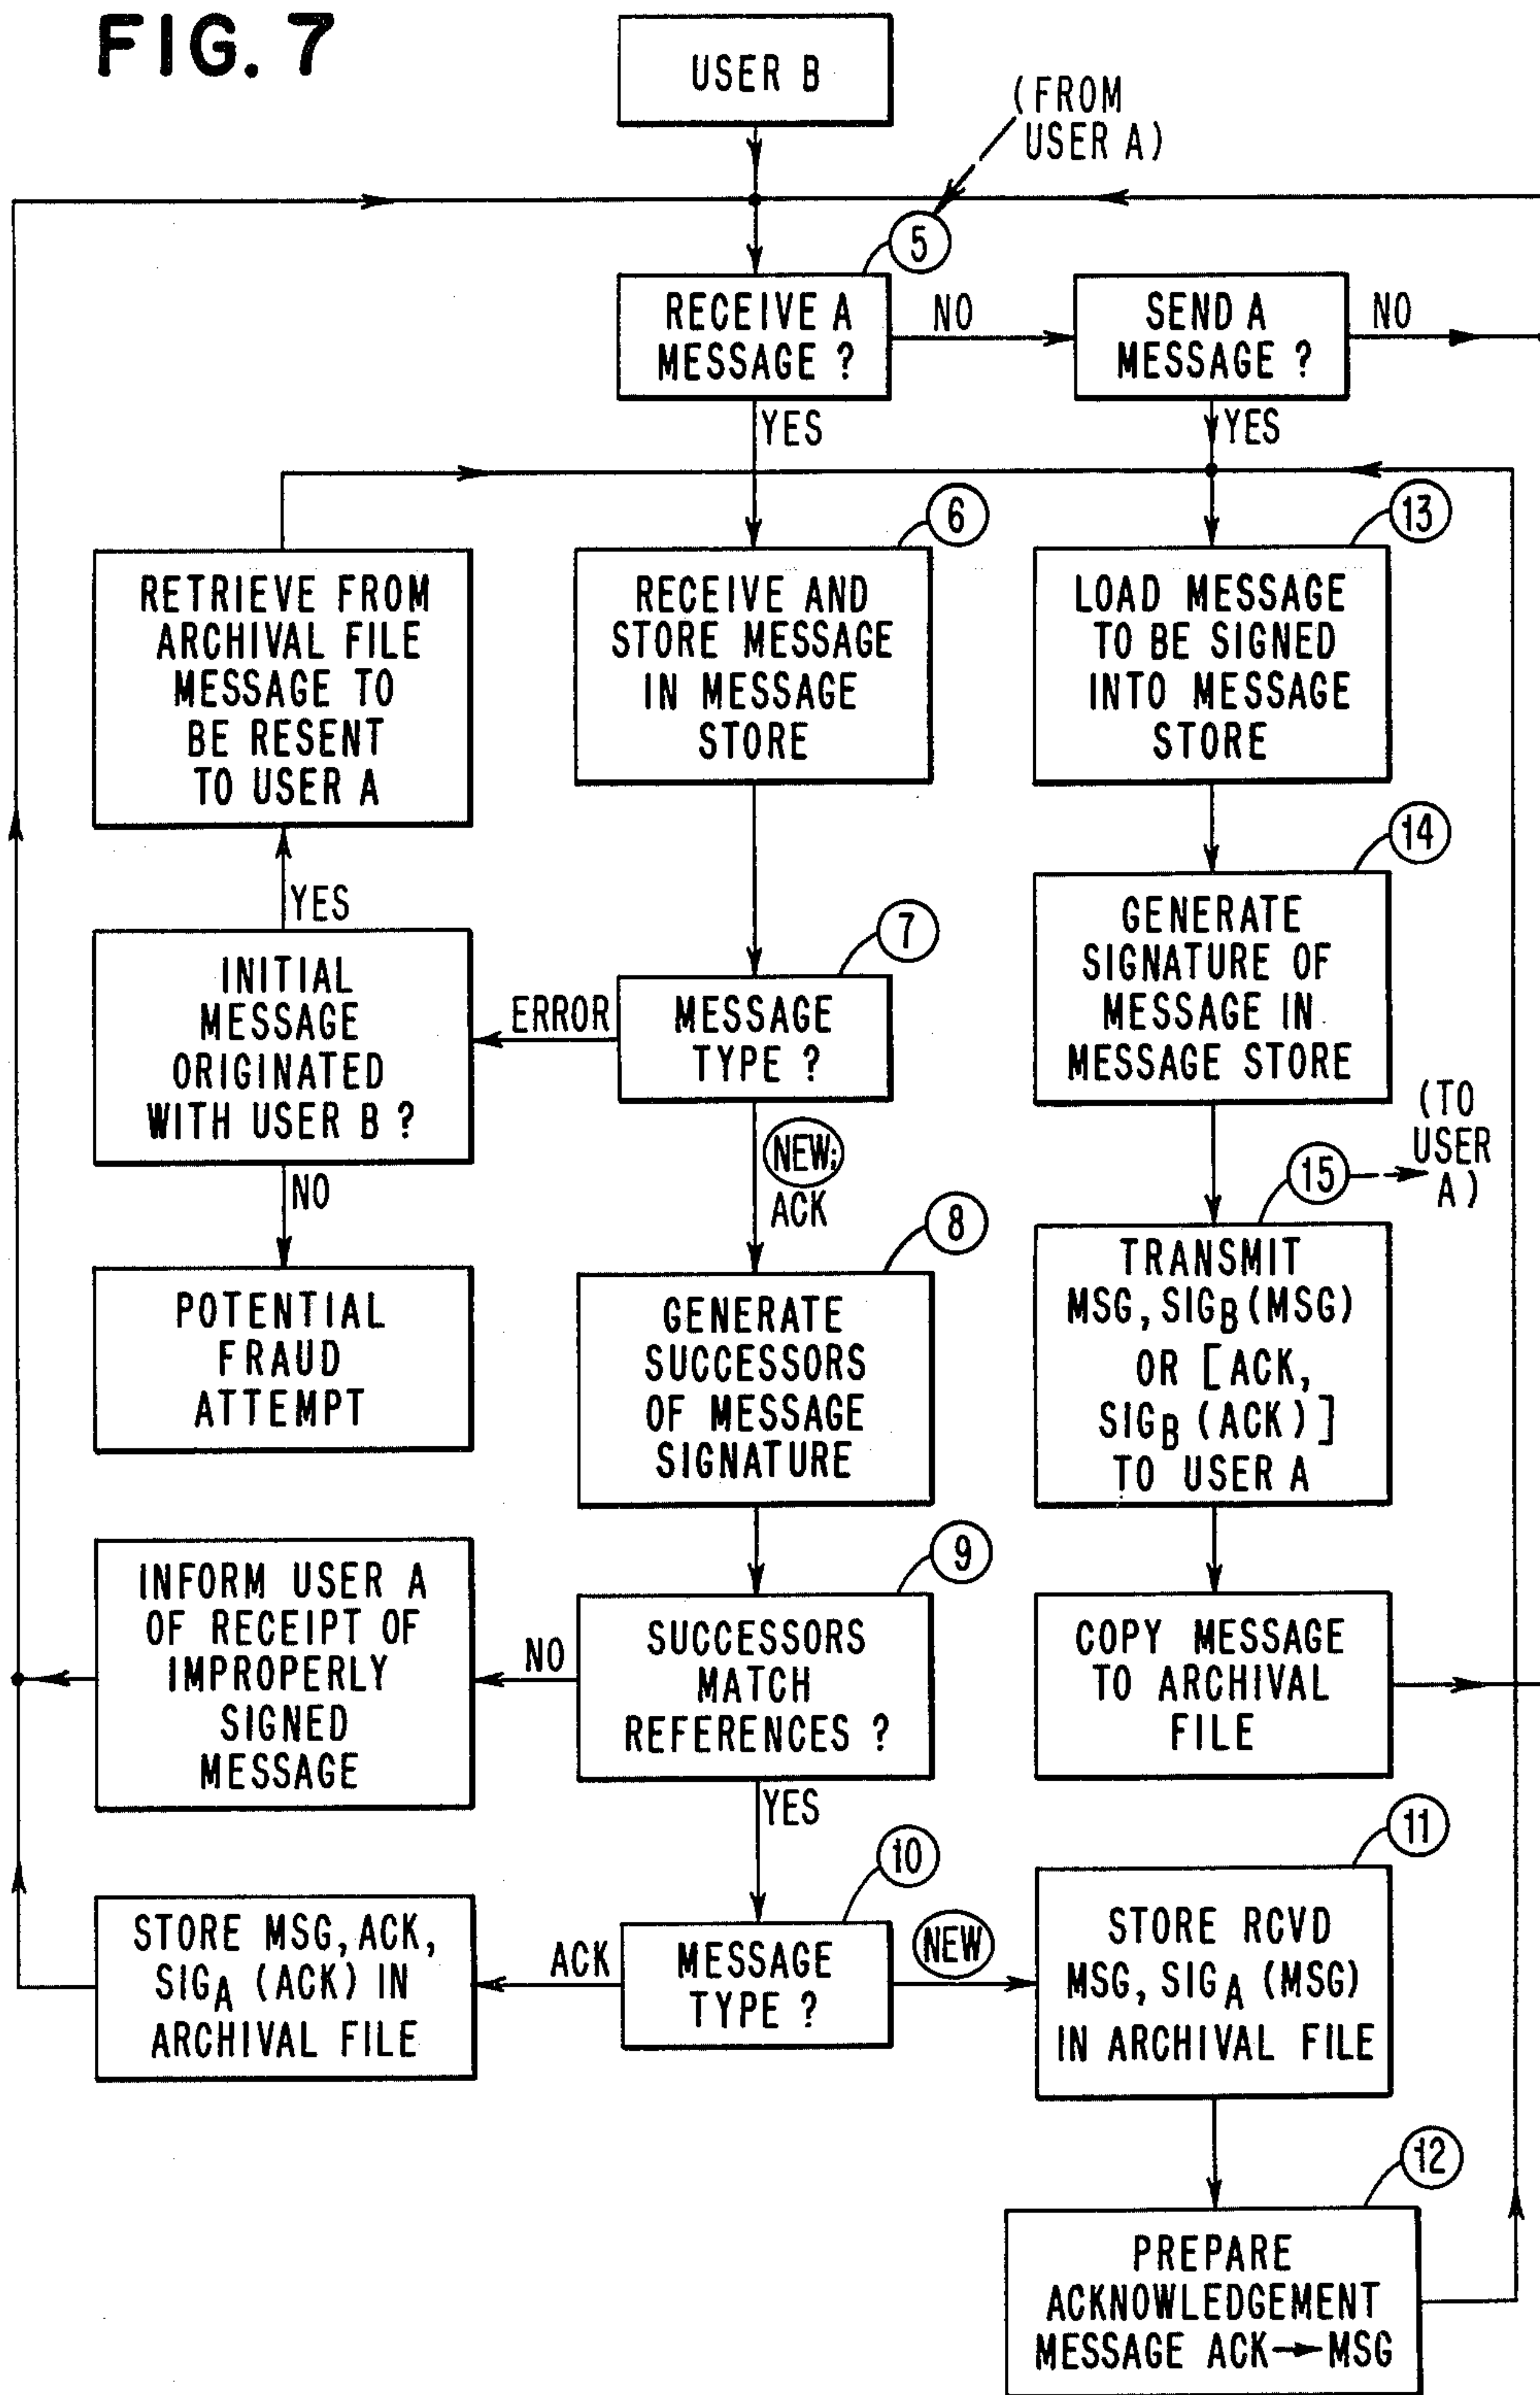 FIG. 7
USER B
(FROM
USER A)
5
RECEIVE A
MESSAGE ?
NO
SEND A
MESSAGE ?
NO
YES
YES
RETRIEVE FROM
ARCHIVAL FILE
MESSAGE TO
BE RESENT
TO USER A
6
RECEIVE AND
STORE MESSAGE
IN MESSAGE
STORE
13
LOAD MESSAGE
TO BE SIGNED
INTO MESSAGE
STORE
YES
INITIAL
MESSAGE
ORIGINATED
WITH USER B ?
ERROR
7
MESSAGE
TYPE ?
14
GENERATE
SIGNATURE OF
MESSAGE IN
MESSAGE STORE
NO
NEW;
ACK
15
(TO
USER
A)
POTENTIAL
FRAUD
ATTEMPT
8
GENERATE
SUCCESSORS
OF MESSAGE
SIGNATURE
TRANSMIT
MSG, SIGB (MSG)
OR [ACK,
SIGB (ACK)]
TO USER A
INFORM USER A
OF RECEIPT OF
IMPROPERLY
SIGNED
MESSAGE
NO
9
SUCCESSORS
MATCH
REFERENCES ?
COPY MESSAGE
TO ARCHIVAL
FILE
YES
STORE MSG, ACK,
SIGA (ACK) IN
ARCHIVAL FILE
ACK
10
MESSAGE
TYPE ?
NEW
11
STORE RCVD
MSG, SIGA (MSG)
IN ARCHIVAL FILE
12
PREPARE
ACKNOWLEDGEMENT
MESSAGE ACK→MSG